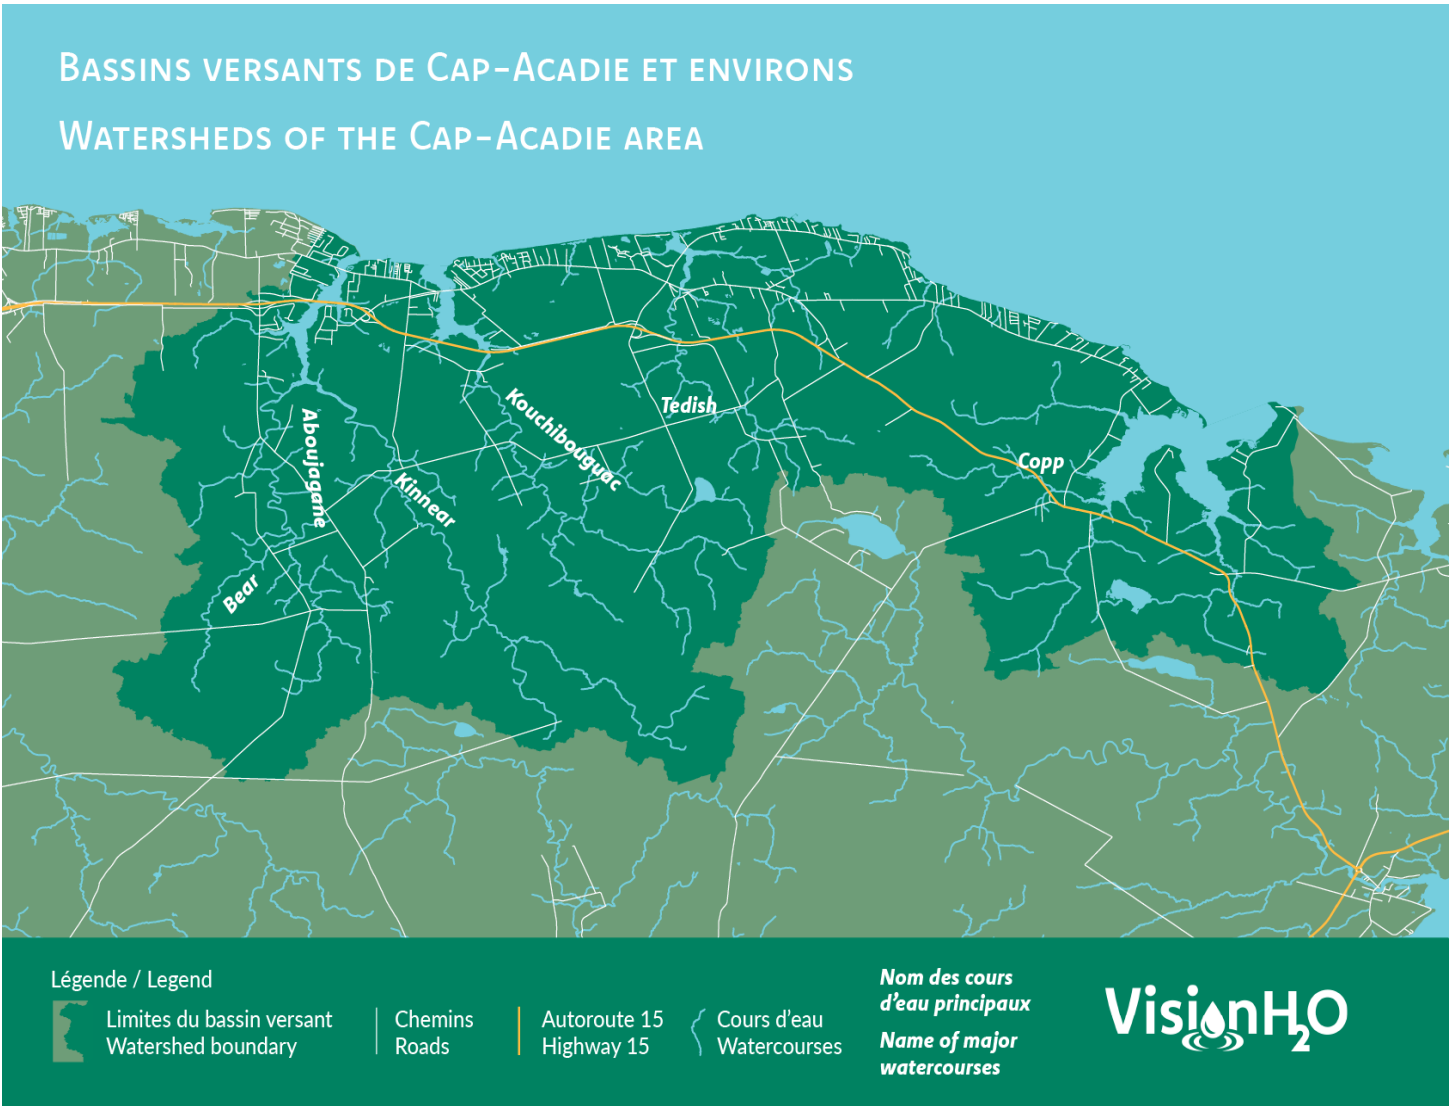 Bassins versants de Cap-Acadie et environs
Watersheds of the Cap-Acadie area
Tedish
Kouchibouguac
Aboujagane
Copp
Kinnear
Bear
Légende / Legend
Limites du bassin versant
Watershed boundary
Chemins
Roads
Autoroute 15
Highway 15
Cours d'eau
Watercourses
Nom des cours
d'eau principaux
Name of major
watercourses
VisionH2O